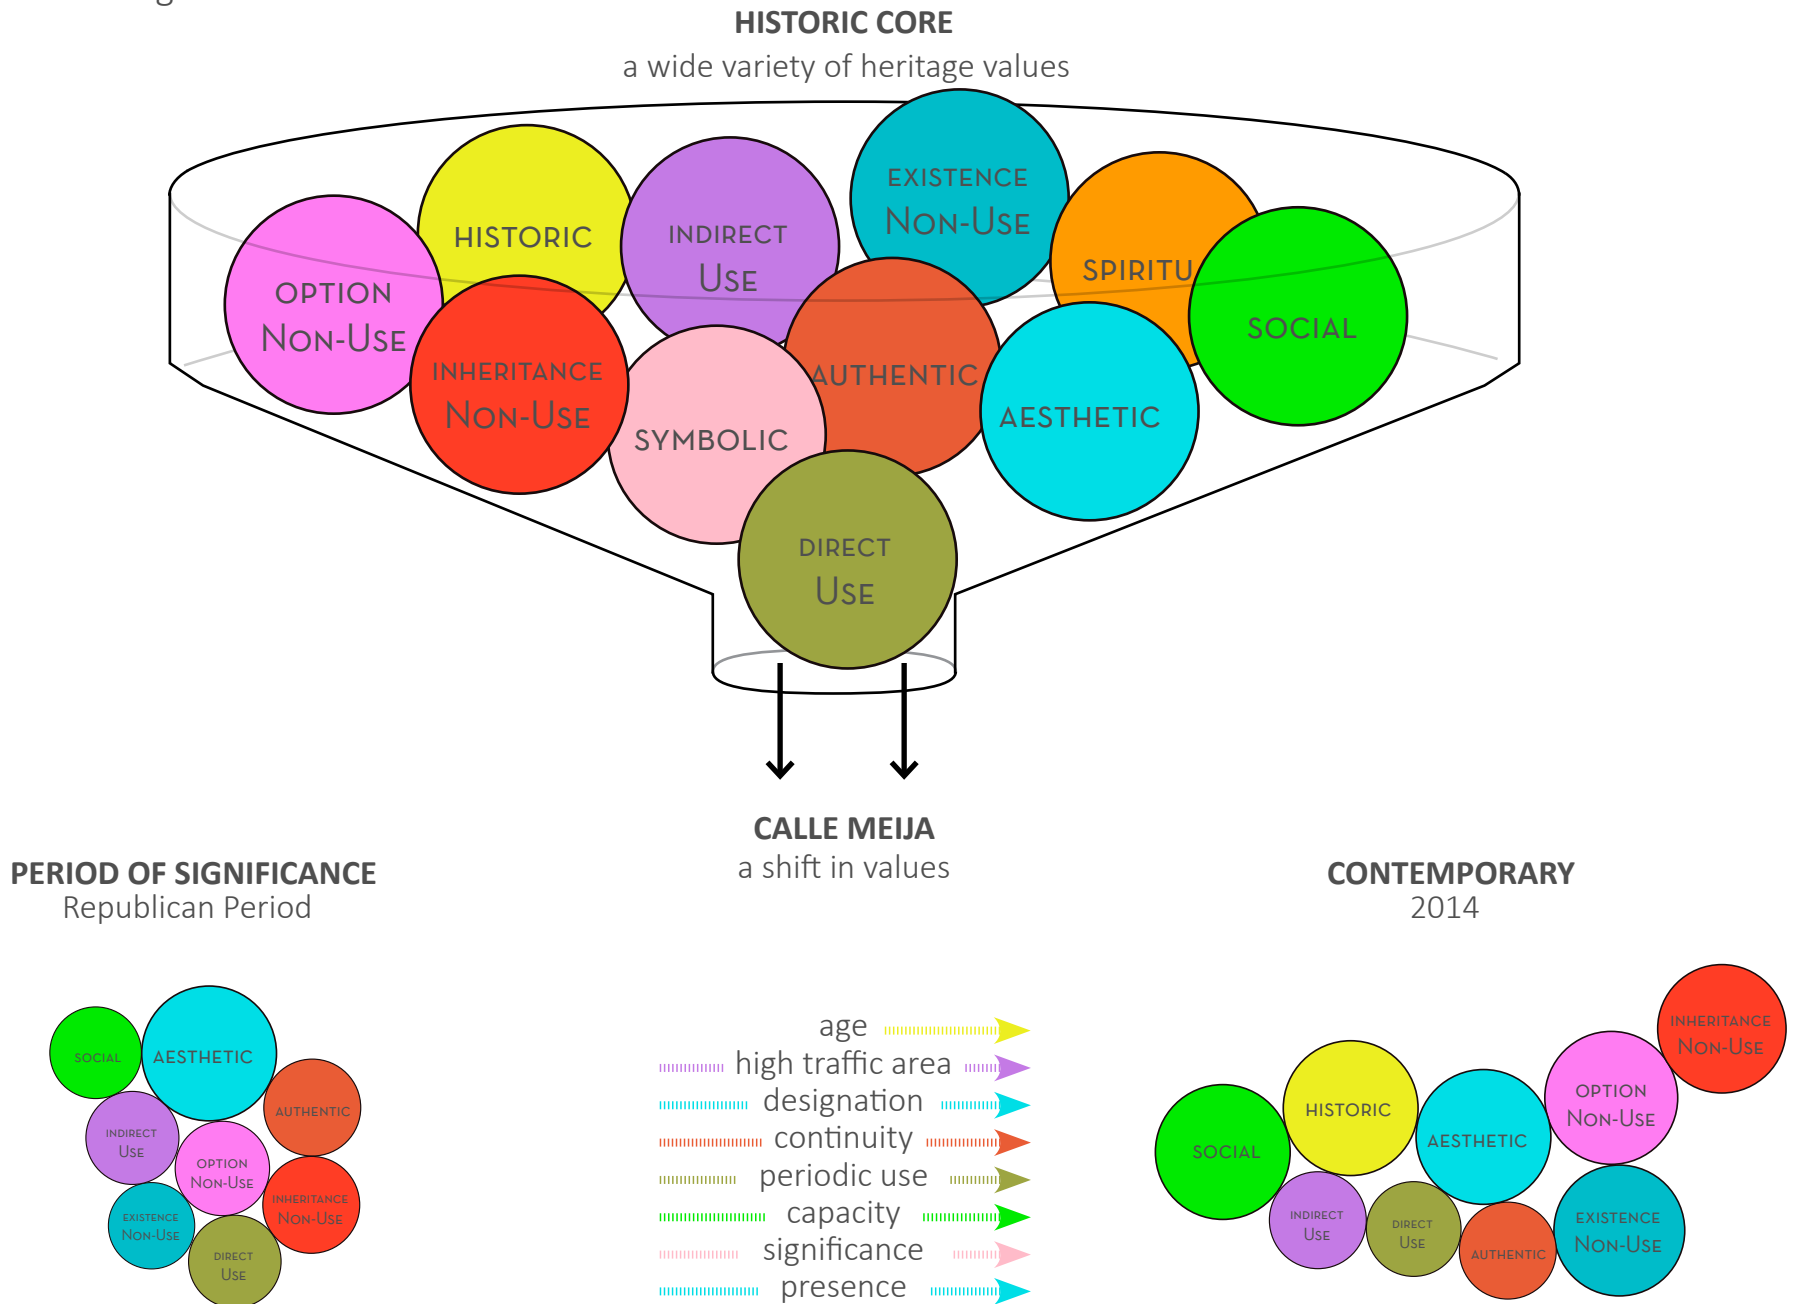 HISTORIC CORE
a wide variety of heritage values
EXISTENCE
NON-USE
HISTORIC
INDIRECT
USE
SPIRITU
OPTION
NON-USE
SOCIAL
INHERITANCE
NON-USE
AUTHENTIC
AESTHETIC
SYMBOLIC
DIRECT
USE
CALLE MEIJA
a shift in values
PERIOD OF SIGNIFICANCE
Republican Period
CONTEMPORARY
2014
SOCIAL
AESTHETIC
AUTHENTIC
INDIRECT
USE
OPTION
NON-USE
INHERITANCE
NON-USE
EXISTENCE
NON-USE
DIRECT
USE
age
high traffic area
designation
continuity
periodic use
capacity
significance
presence
INHERITANCE
NON-USE
OPTION
NON-USE
HISTORIC
AESTHETIC
SOCIAL
INDIRECT
USE
DIRECT
USE
AUTHENTIC
EXISTENCE
NON-USE